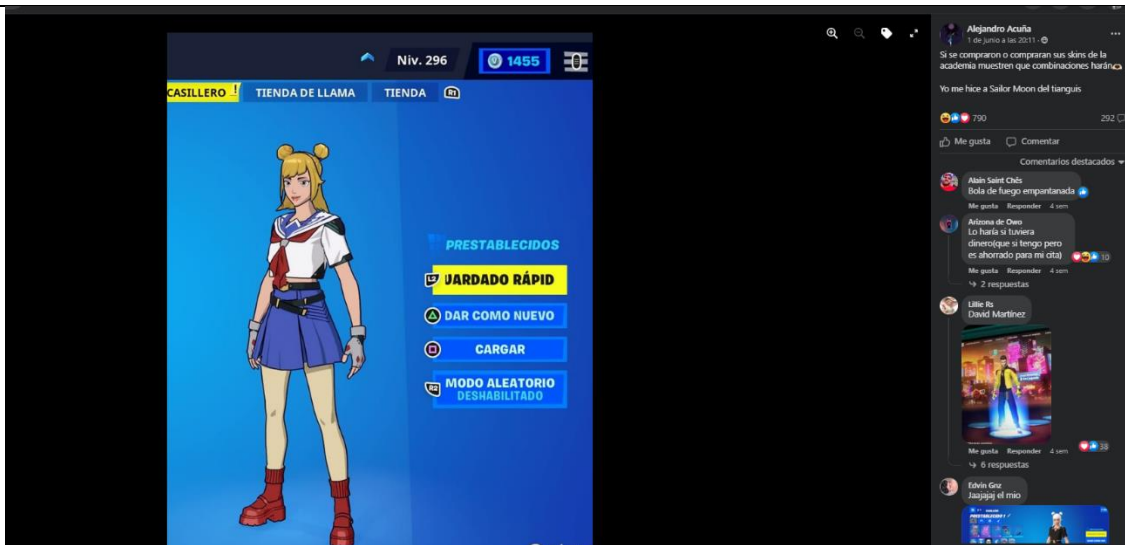 Niv. 296
1455
CASILLERO !
TIENDA DE LLAMA
TIENDA
R1
PRESTABLECIDOS
L2
UARDADO RÁPID
DAR COMO NUEVO
CARGAR
R2
MODO ALEATORIO
DESHABILITADO
Alejandro Acuña
1 de junio a las 20:11 ·
Si se compraron o compraran sus skins de la
academia muestren que combinaciones harán
Yo me hice a Sailor Moon del tianguis
790
292
Me gusta
Comentar
Comentarios destacados
Alain Saint Chés
Bola de fuego empantanada
Me gusta Responder 4 sem
Arizona de Owo
Lo haría si tuviera
dinero(que si tengo pero
es ahorrado para mi cita)
10
Me gusta Responder 4 sem
2 respuestas
Lillie Rs
David Martínez
Me gusta Responder 4 sem
38
6 respuestas
Edvin Gnz
Jaajajaj el mio